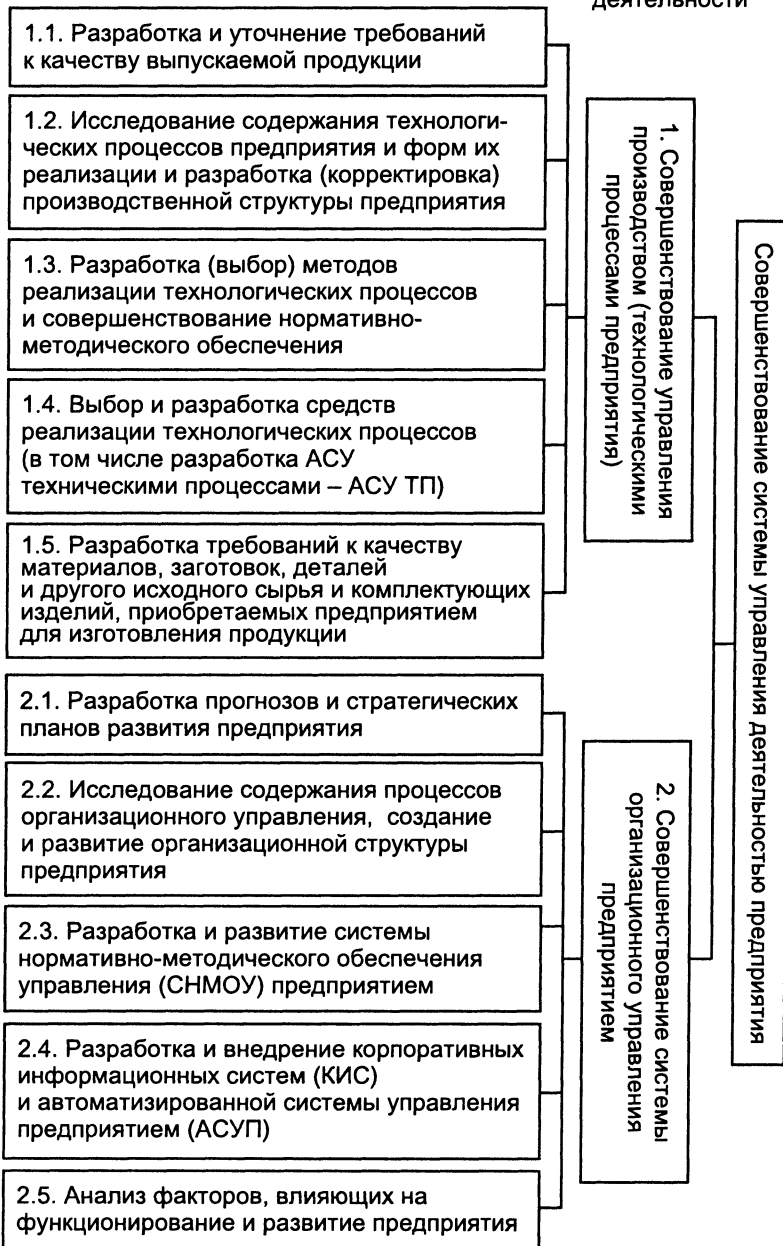 деятельности
1.1. Разработка и уточнение требований
к качеству выпускаемой продукции
1.2. Исследование содержания технологи-
ческих процессов предприятия и форм их
реализации и разработка (корректировка)
производственной структуры предприятия
1.3. Разработка (выбор) методов
реализации технологических процессов
и совершенствование нормативно-
методического обеспечения
1.4. Выбор и разработка средств
реализации технологических процессов
(в том числе разработка АСУ
техническими процессами – АСУ ТП)
1.5. Разработка требований к качеству
материалов, заготовок, деталей
и другого исходного сырья и комплектующих
изделий, приобретаемых предприятием
для изготовления продукции
1. Совершенствование управления
производством (технологическими
процессами предприятия)
2.1. Разработка прогнозов и стратегических
планов развития предприятия
2.2. Исследование содержания процессов
организационного управления, создание
и развитие организационной структуры
предприятия
2.3. Разработка и развитие системы
нормативно-методического обеспечения
управления (СНМОУ) предприятием
2.4. Разработка и внедрение корпоративных
информационных систем (КИС)
и автоматизированной системы управления
предприятием (АСУП)
2.5. Анализ факторов, влияющих на
функционирование и развитие предприятия
2. Совершенствование системы
организационного управления
предприятием
Совершенствование системы управления деятельностью предприятия